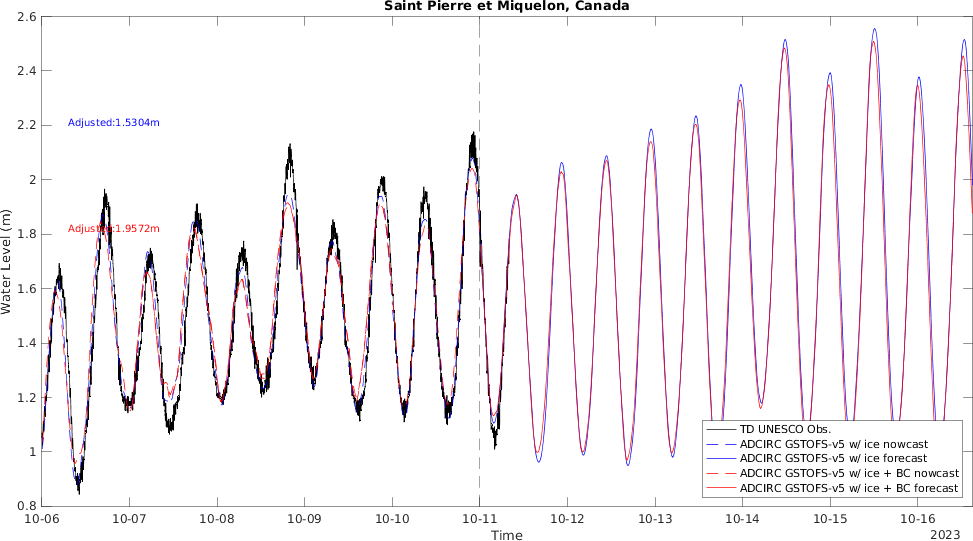 Saint Pierre et Miquelon, Canada
2.6
2.4
2.2
2
1.8
1.6
1.4
1.2
1
0.8
Water Level (m)
Adjusted:1.5304m
Adjusted:1.9572m
TD UNESCO Obs.
ADCIRC GSTOFS-v5 w/ ice nowcast
ADCIRC GSTOFS-v5 w/ ice forecast
ADCIRC GSTOFS-v5 w/ ice + BC nowcast
ADCIRC GSTOFS-v5 w/ ice + BC forecast
10-06 10-07 10-08 10-09 10-10 10-11 10-12 10-13 10-14 10-15 10-16
Time
2023